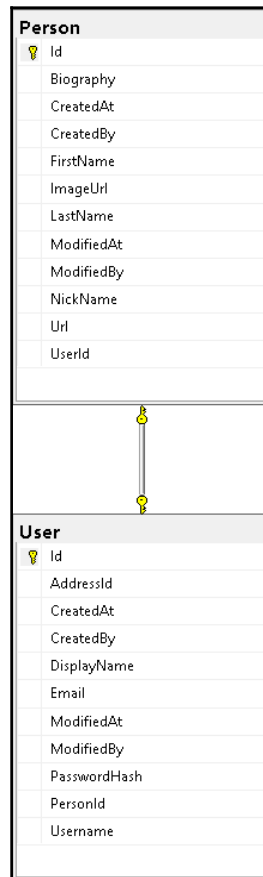 Person
Id
Biography
CreatedAt
CreatedBy
FirstName
ImageUrl
LastName
ModifiedAt
ModifiedBy
NickName
Url
UserId
User
Id
AddressId
CreatedAt
CreatedBy
DisplayName
Email
ModifiedAt
ModifiedBy
PasswordHash
PersonId
Username